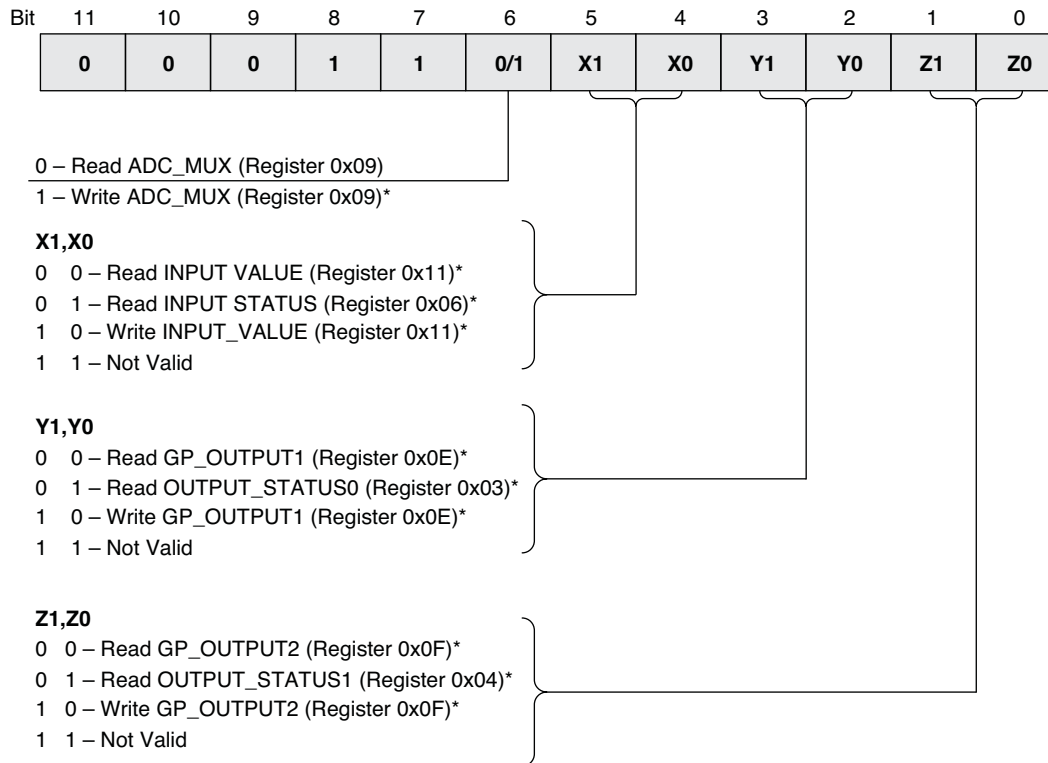 Bit 11 10 9 8 7 6 5 4 3 2 1 0
0 0 0 1 1 0/1 X1 X0 Y1 Y0 Z1 Z0
0 – Read ADC_MUX (Register 0x09)
1 – Write ADC_MUX (Register 0x09)*
X1,X0
0 0 – Read INPUT VALUE (Register 0x11)*
0 1 – Read INPUT STATUS (Register 0x06)*
1 0 – Write INPUT_VALUE (Register 0x11)*
1 1 – Not Valid
Y1,Y0
0 0 – Read GP_OUTPUT1 (Register 0x0E)*
0 1 – Read OUTPUT_STATUS0 (Register 0x03)*
1 0 – Write GP_OUTPUT1 (Register 0x0E)*
1 1 – Not Valid
Z1,Z0
0 0 – Read GP_OUTPUT2 (Register 0x0F)*
0 1 – Read OUTPUT_STATUS1 (Register 0x04)*
1 0 – Write GP_OUTPUT2 (Register 0x0F)*
1 1 – Not Valid